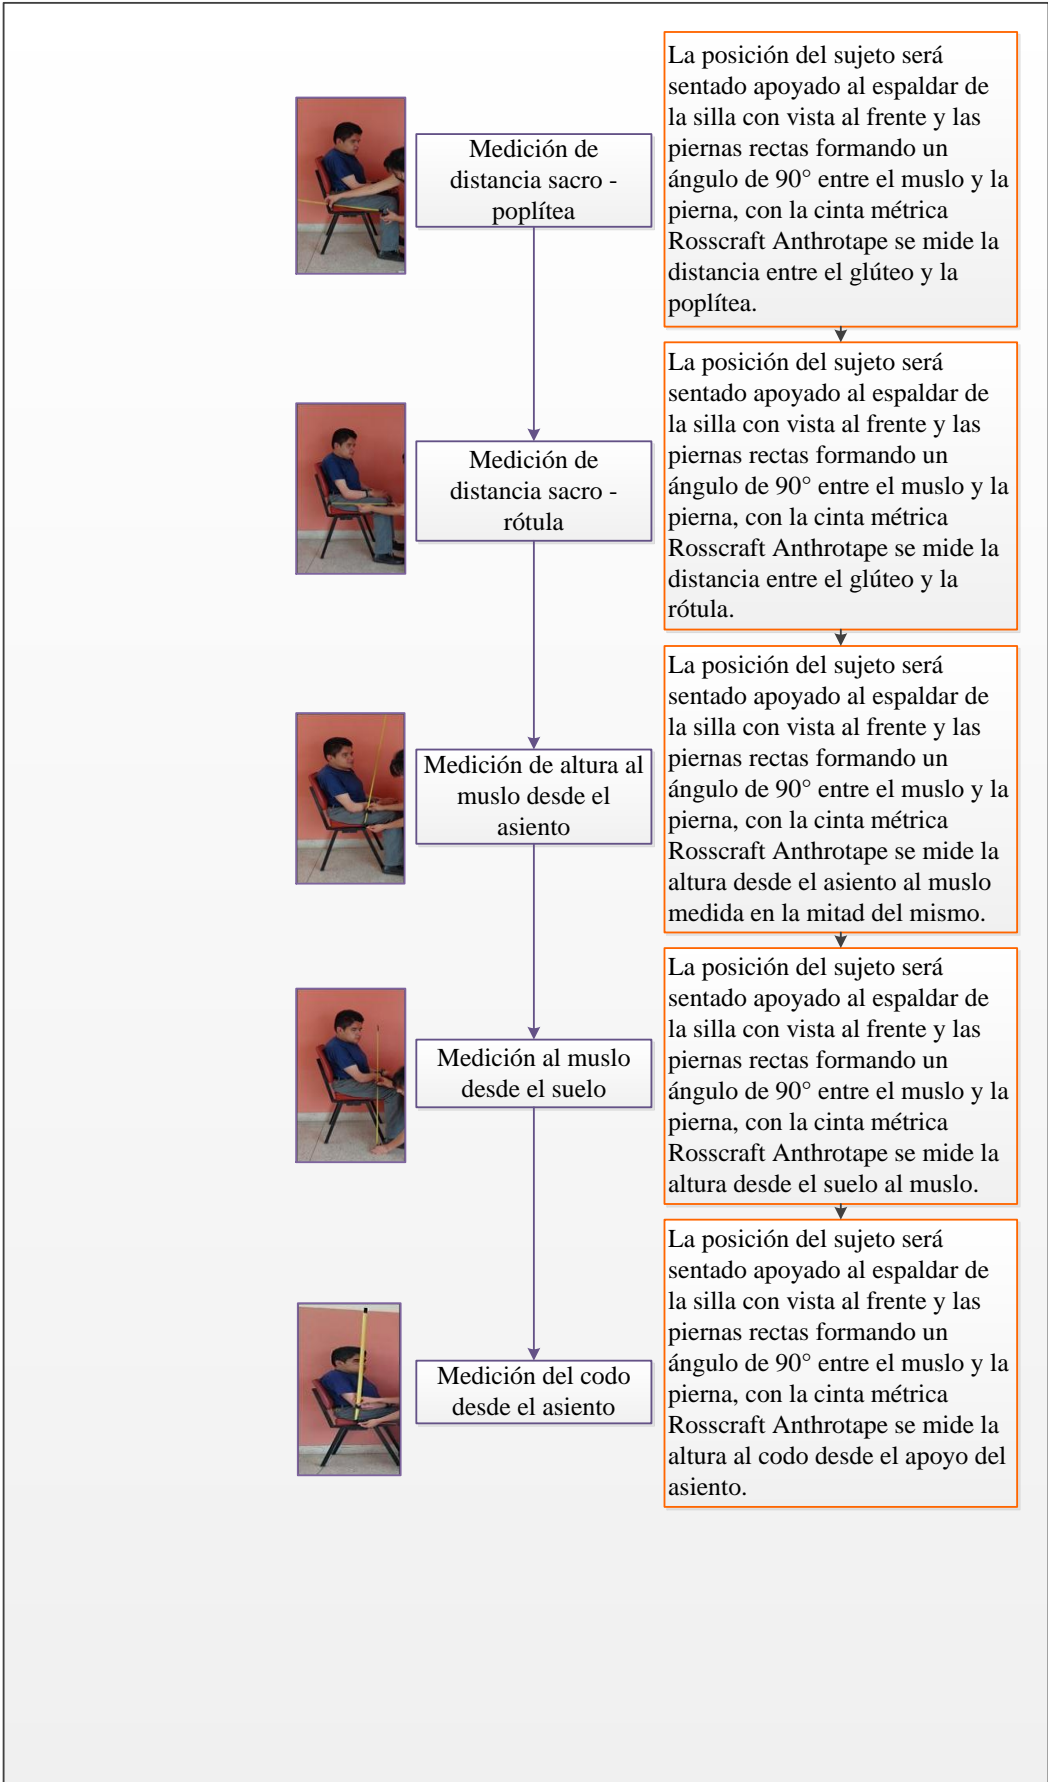 Medición de
distancia sacro -
poplítea
La posición del sujeto será
sentado apoyado al espaldar de
la silla con vista al frente y las
piernas rectas formando un
ángulo de 90° entre el muslo y la
pierna, con la cinta métrica
Rosscraft Anthrotape se mide la
distancia entre el glúteo y la
poplítea.
Medición de
distancia sacro -
rótula
La posición del sujeto será
sentado apoyado al espaldar de
la silla con vista al frente y las
piernas rectas formando un
ángulo de 90° entre el muslo y la
pierna, con la cinta métrica
Rosscraft Anthrotape se mide la
distancia entre el glúteo y la
rótula.
Medición de altura al
muslo desde el
asiento
La posición del sujeto será
sentado apoyado al espaldar de
la silla con vista al frente y las
piernas rectas formando un
ángulo de 90° entre el muslo y la
pierna, con la cinta métrica
Rosscraft Anthrotape se mide la
altura desde el asiento al muslo
medida en la mitad del mismo.
Medición al muslo
desde el suelo
La posición del sujeto será
sentado apoyado al espaldar de
la silla con vista al frente y las
piernas rectas formando un
ángulo de 90° entre el muslo y la
pierna, con la cinta métrica
Rosscraft Anthrotape se mide la
altura desde el suelo al muslo.
Medición del codo
desde el asiento
La posición del sujeto será
sentado apoyado al espaldar de
la silla con vista al frente y las
piernas rectas formando un
ángulo de 90° entre el muslo y la
pierna, con la cinta métrica
Rosscraft Anthrotape se mide la
altura al codo desde el apoyo del
asiento.